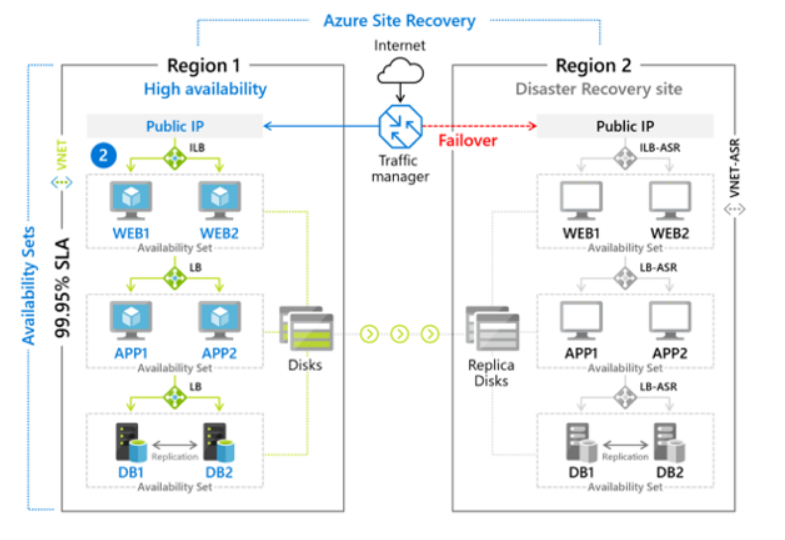 Azure Site Recovery
Internet
Region 1
High availability
Region 2
Disaster Recovery site
Public IP
Public IP
Traffic
manager
Failover
2
ILB
ILB-ASR
VNET
VNET-ASR
WEB1
WEB2
Availability Set
WEB1
WEB2
Availability Set
Availability Sets
99.95% SLA
LB
LB-ASR
APP1
APP2
Availability Set
Disks
Replica
Disks
APP1
APP2
Availability Set
LB
LB-ASR
Replication
DB1
DB2
Availability Set
Replication
DB1
DB2
Availability Set